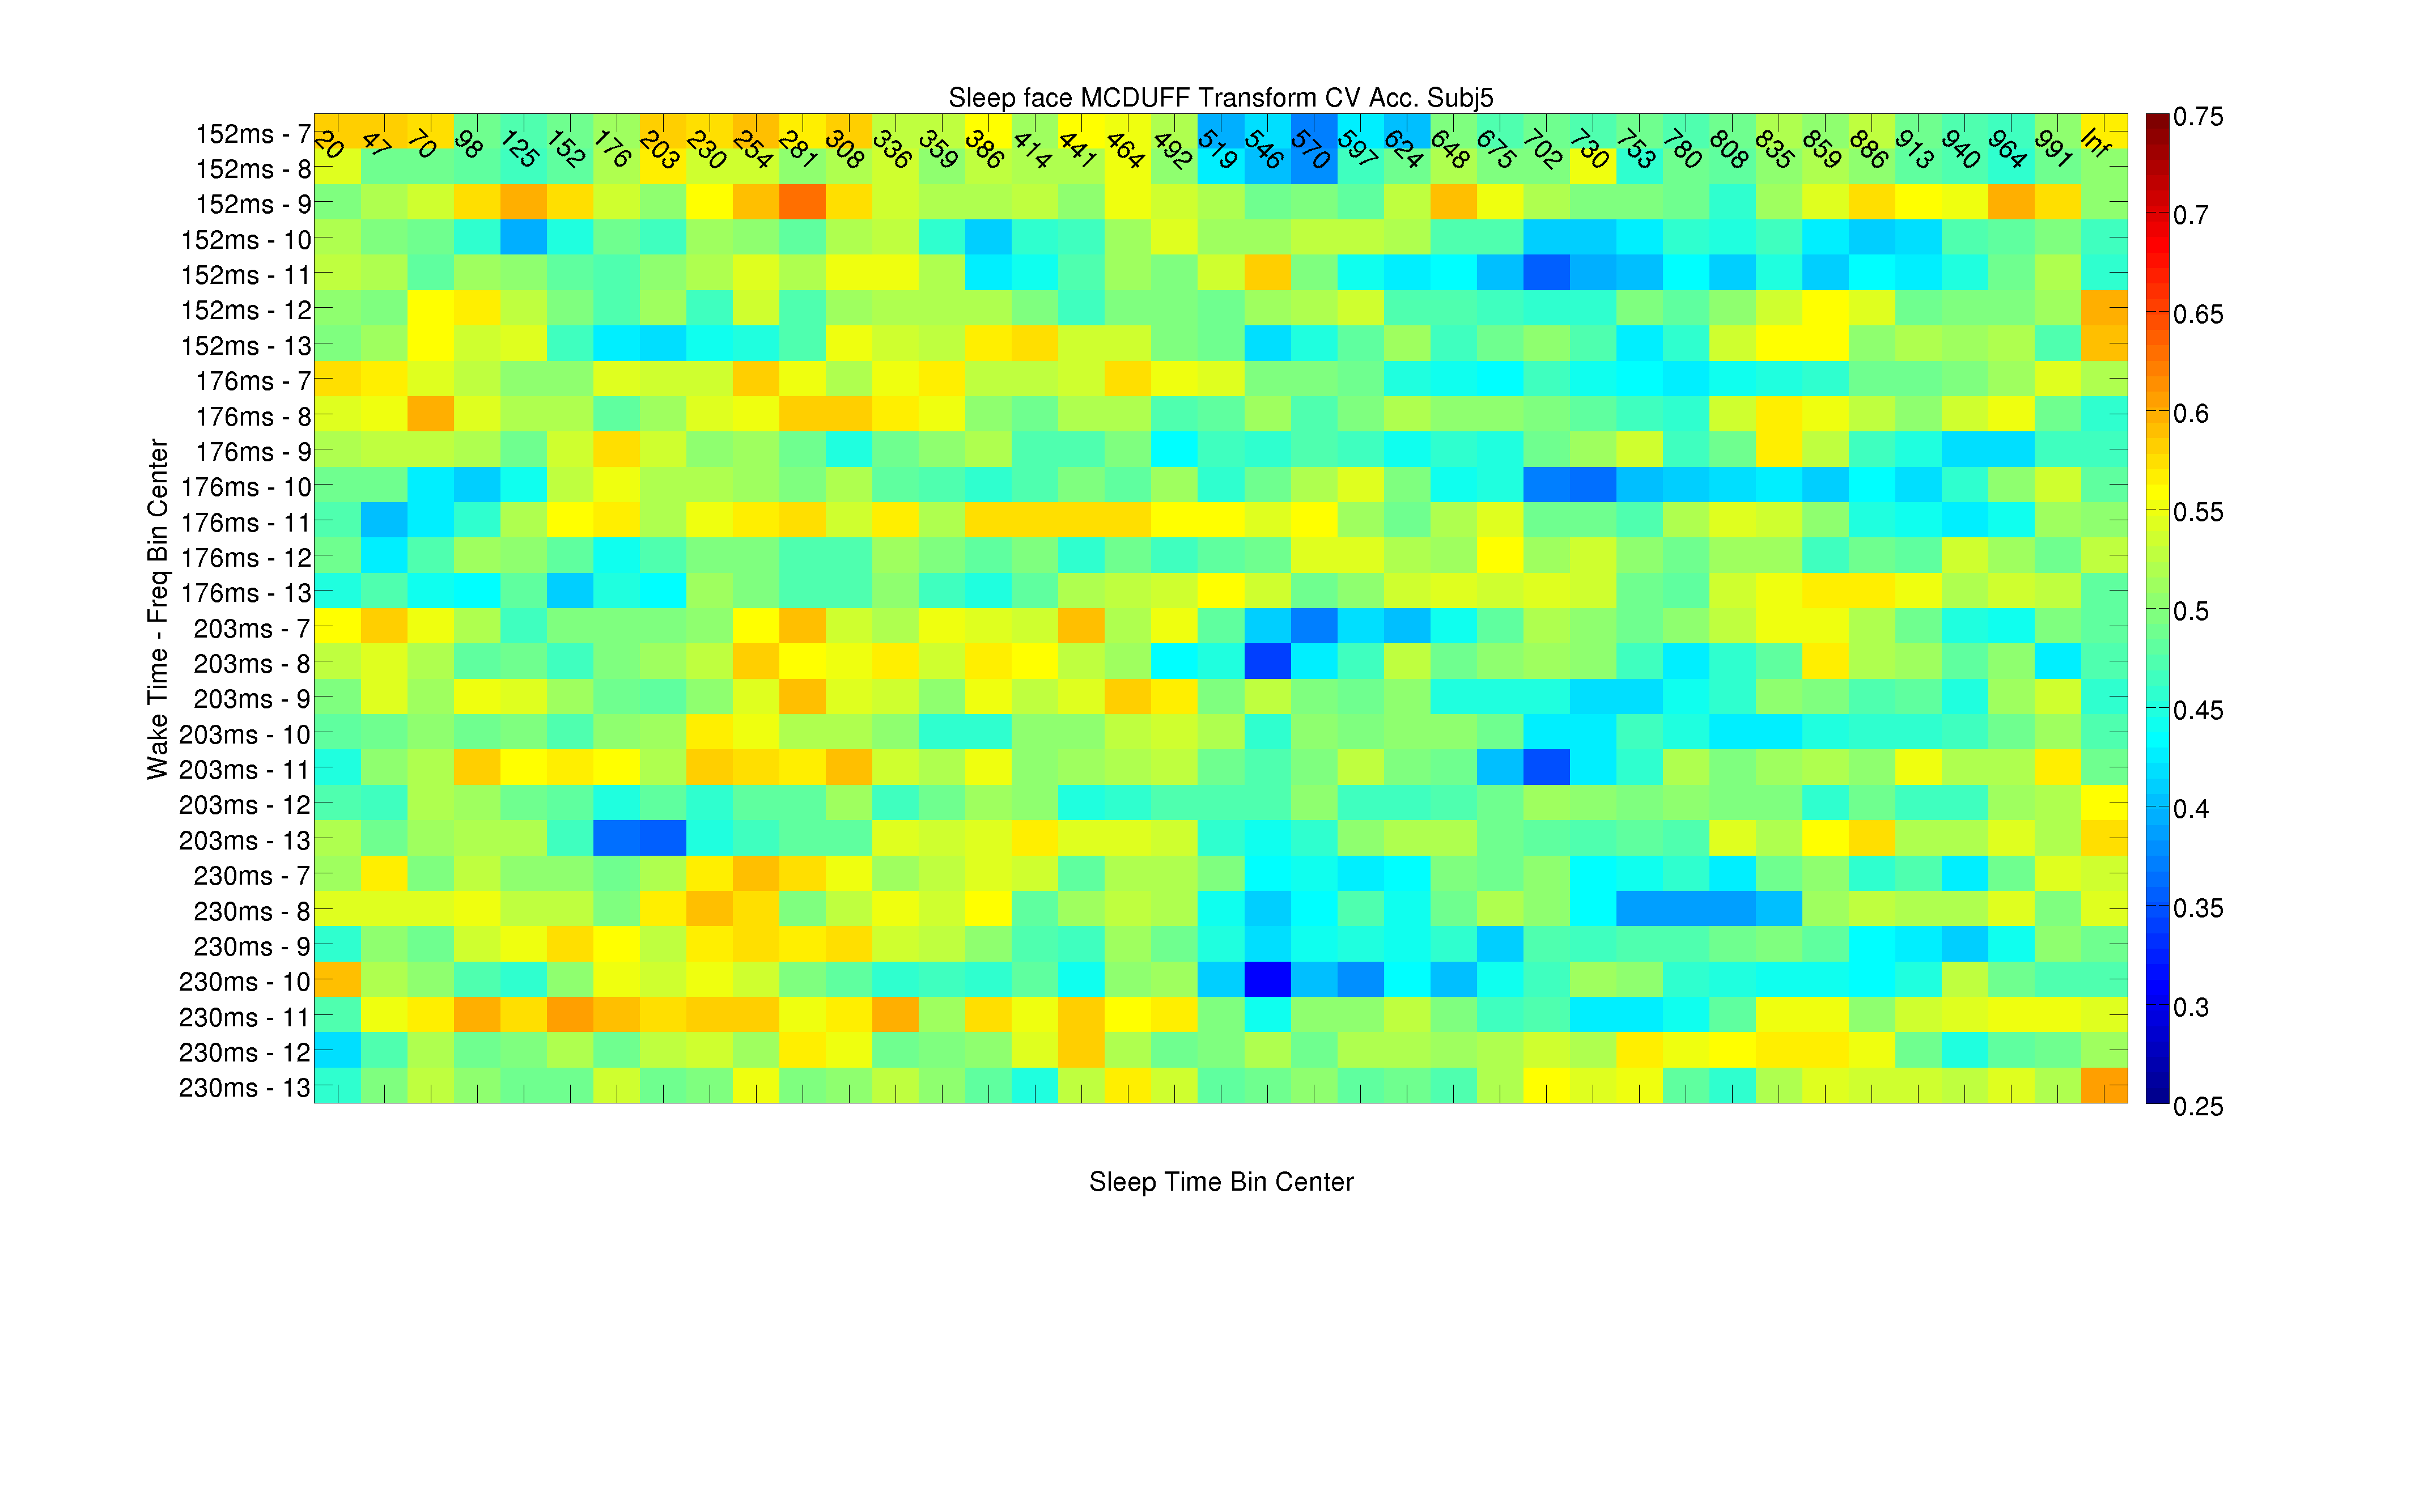 Sleep face MCDUFF Transform CV Acc. Subj5
152ms - 7
152ms - 8
152ms - 9
152ms - 10
152ms - 11
152ms - 12
152ms - 13
176ms - 7
176ms - 8
176ms - 9
176ms - 10
176ms - 11
176ms - 12
176ms - 13
203ms - 7
203ms - 8
203ms - 9
203ms - 10
203ms - 11
203ms - 12
203ms - 13
230ms - 7
230ms - 8
230ms - 9
230ms - 10
230ms - 11
230ms - 12
230ms - 13
Wake Time - Freq Bin Center
20
47
70
98
125
152
176
203
230
254
281
308
336
359
386
414
441
464
492
519
546
570
597
624
648
675
702
730
753
780
808
835
859
886
913
940
964
991
Inf
0.75
0.7
0.65
0.6
0.55
0.5
0.45
0.4
0.35
0.3
0.25
Sleep Time Bin Center